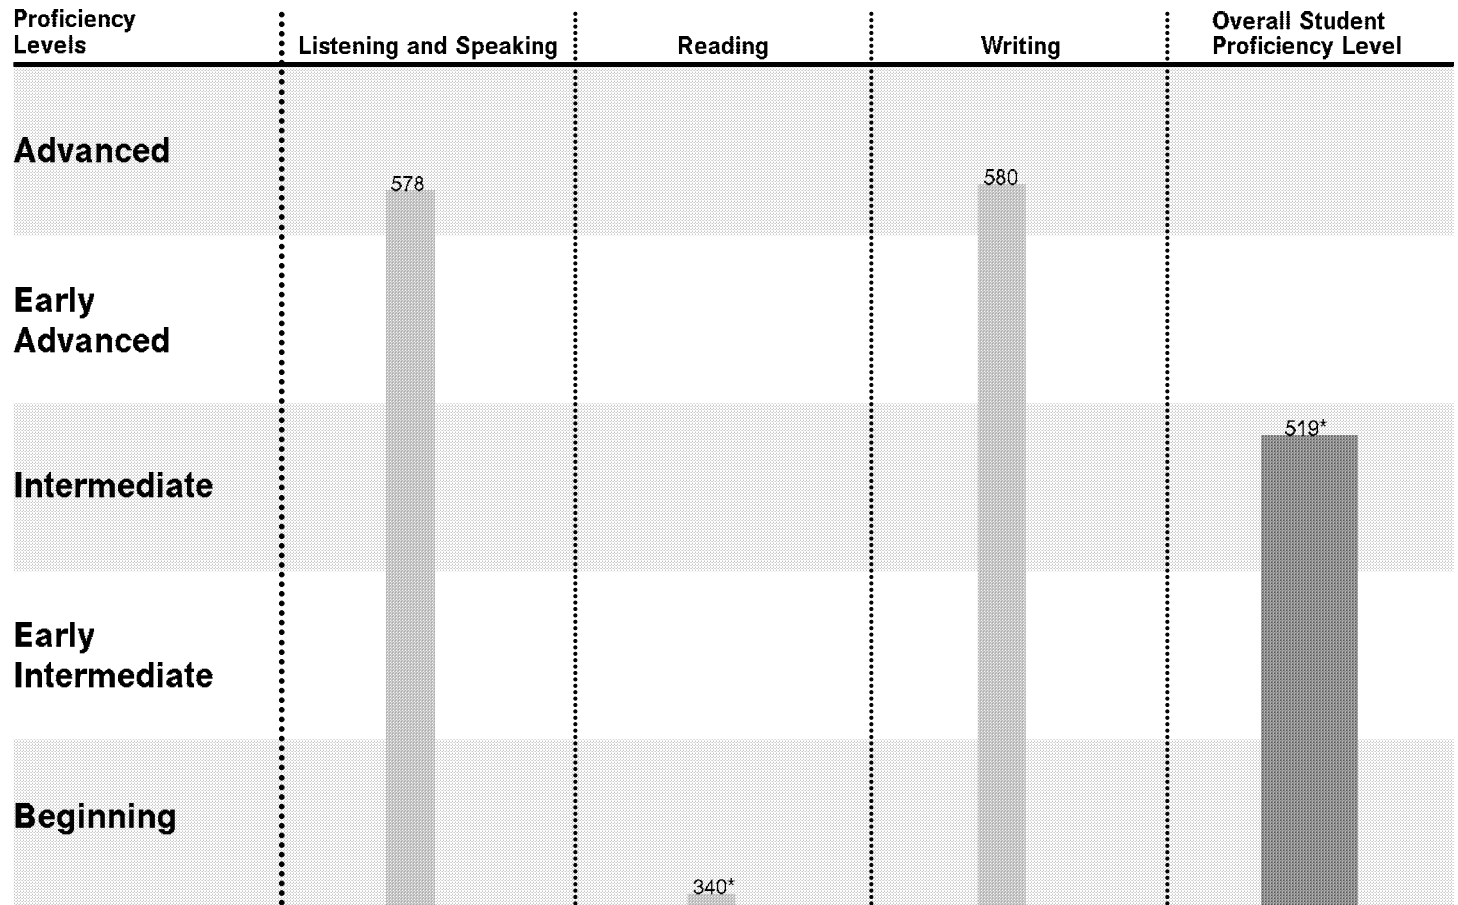 Proficiency
Levels
Listening and Speaking
Reading
Writing
Overall Student
Proficiency Level
Advanced
578
580
Early
Advanced
519*
Intermediate
Early
Intermediate
Beginning
340*